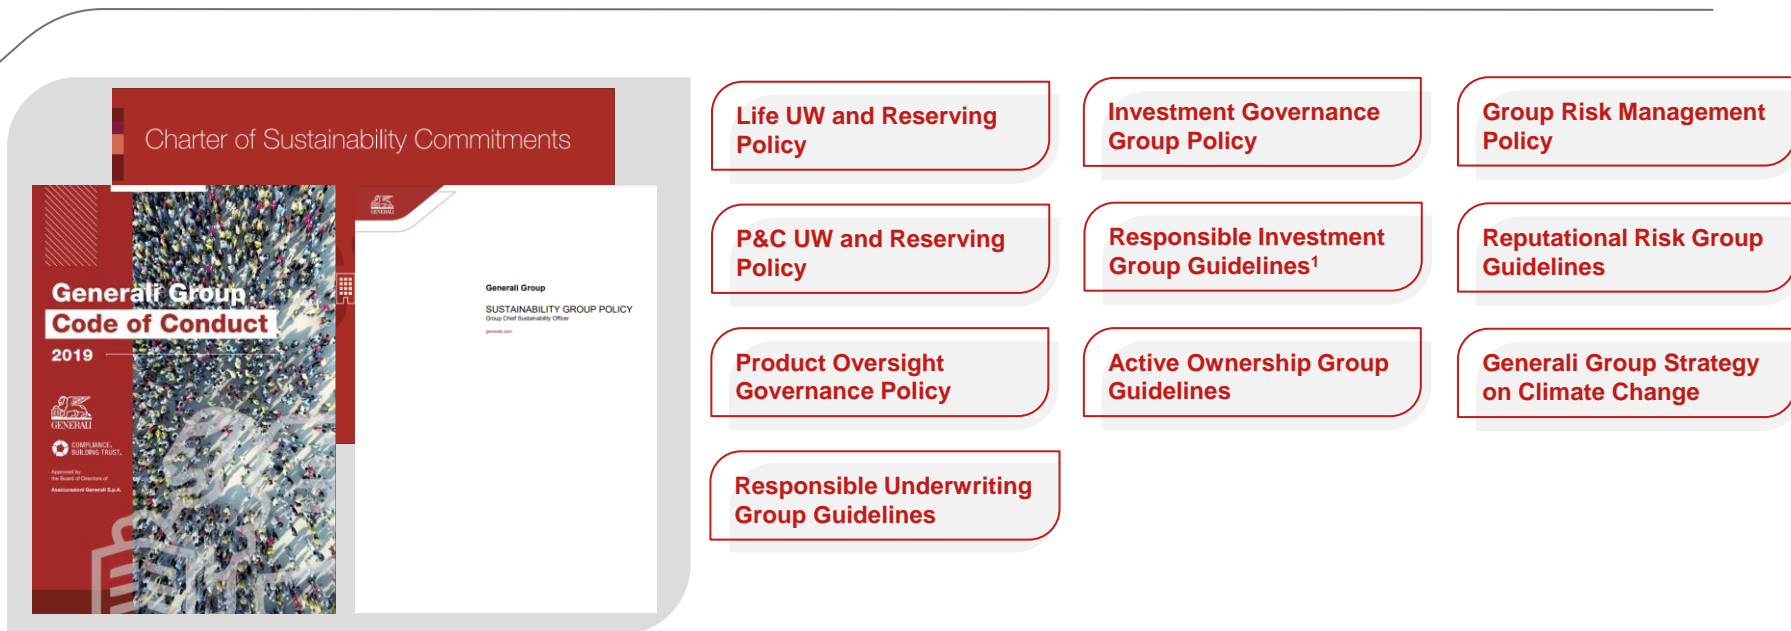 Charter of Sustainability Commitments
Generali Group
Code of Conduct
2019
GENERALI
COMPLIANCE.
BUILDING TRUST.
Approved by
the Board of Directors of
Assicurazioni Generali S.p.A.
GENERALI
Generali Group
SUSTAINABILITY GROUP POLICY
Group Chief Sustainability Officer
generali.com
Life UW and Reserving
Policy
P&C UW and Reserving
Policy
Product Oversight
Governance Policy
Responsible Underwriting
Group Guidelines
Investment Governance
Group Policy
Responsible Investment
Group Guidelines¹
Active Ownership Group
Guidelines
Group Risk Management
Policy
Reputational Risk Group
Guidelines
Generali Group Strategy
on Climate Change